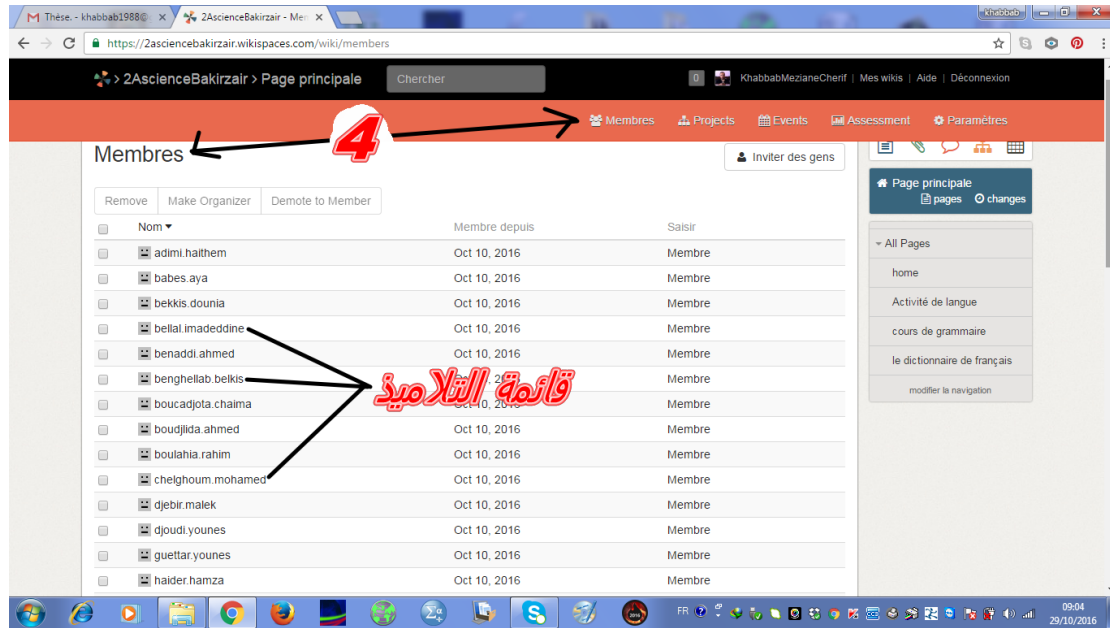 khabbab
Thèse. - khabbab1988@
2AscienceBakirzair - Mem
https://2asciencebakirzair.wikispaces.com/wiki/members
> 2AscienceBakirzair > Page principale
Chercher
0
KhabbabMezianeCherif | Mes wikis | Aide | Déconnexion
4
Membres
Projects
Events
Assessment
Paramètres
Membres
Inviter des gens
Remove
Make Organizer
Demote to Member
Nom
Membre depuis
Saisir
adimi.haithem Oct 10, 2016 Membre
babes.aya Oct 10, 2016 Membre
bekkis.dounia Oct 10, 2016 Membre
bellal.imadeddine Oct 10, 2016 Membre
benaddi.ahmed Oct 10, 2016 Membre
benghellab.belkis Membre
قائمة التلاميذ
boucadjota.chaima Oct 10, 2016 Membre
boudjlida.ahmed Oct 10, 2016 Membre
boulahia.rahim Oct 10, 2016 Membre
chelghoum.mohamed Oct 10, 2016 Membre
djebir.malek Oct 10, 2016 Membre
djoudi.younes Oct 10, 2016 Membre
guettar.younes Oct 10, 2016 Membre
haider.hamza Oct 10, 2016 Membre
Page principale
pages changes
All Pages
home
Activité de langue
cours de grammaire
le dictionnaire de français
modifier la navigation
FR
09:04
29/10/2016